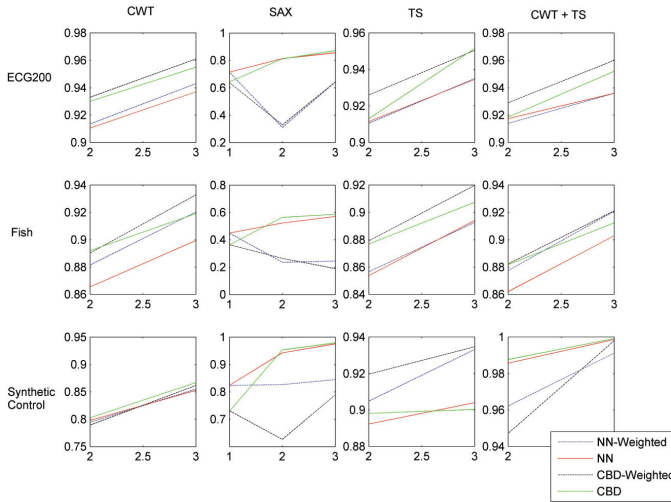 CWT SAX TS CWT + TS
ECG200
0.98 0.96 0.94 0.92 0.9
2 2.5 3
1 0.8 0.6 0.4 0.2 0
1 2 3
0.96 0.94 0.92 0.9
2 2.5 3
0.98 0.96 0.94 0.92 0.9
2 2.5 3
Fish
0.94 0.92 0.9 0.88 0.86
2 2.5 3
0.8 0.6 0.4 0.2 0
1 2 3
0.92 0.9 0.88 0.86 0.84
2 2.5 3
0.94 0.92 0.9 0.88 0.86
2 2.5 3
Synthetic
Control
0.95 0.9 0.85 0.8 0.75
2 2.5 3
1 0.9 0.8 0.7
1 2 3
0.94 0.92 0.9 0.88
2 2.5 3
1 0.98 0.96 0.94
2
NN-Weighted
NN
CBD-Weighted
CBD